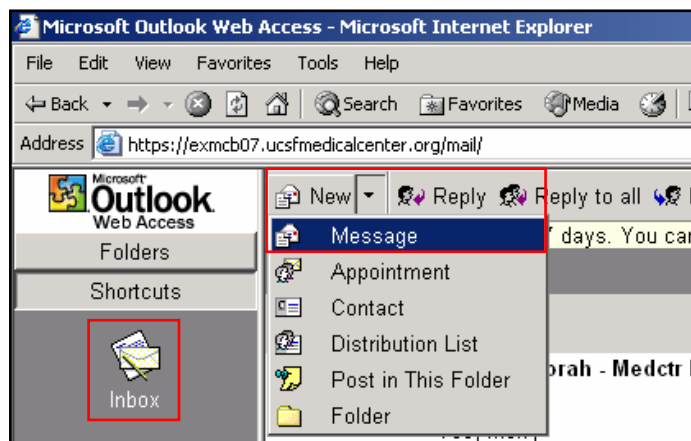 Microsoft Outlook Web Access - Microsoft Internet Explorer
File Edit View Favorites Tools Help
Back Search Favorites Media
Address https://exmcb07.ucsfmedicalcenter.org/mail/
Microsoft
Outlook
Web Access
New Reply Reply to all
Folders
Message
7 days. You can
Shortcuts
Appointment
Contact
Distribution List
Post in This Folder
orah - Medctr
Inbox
Folder